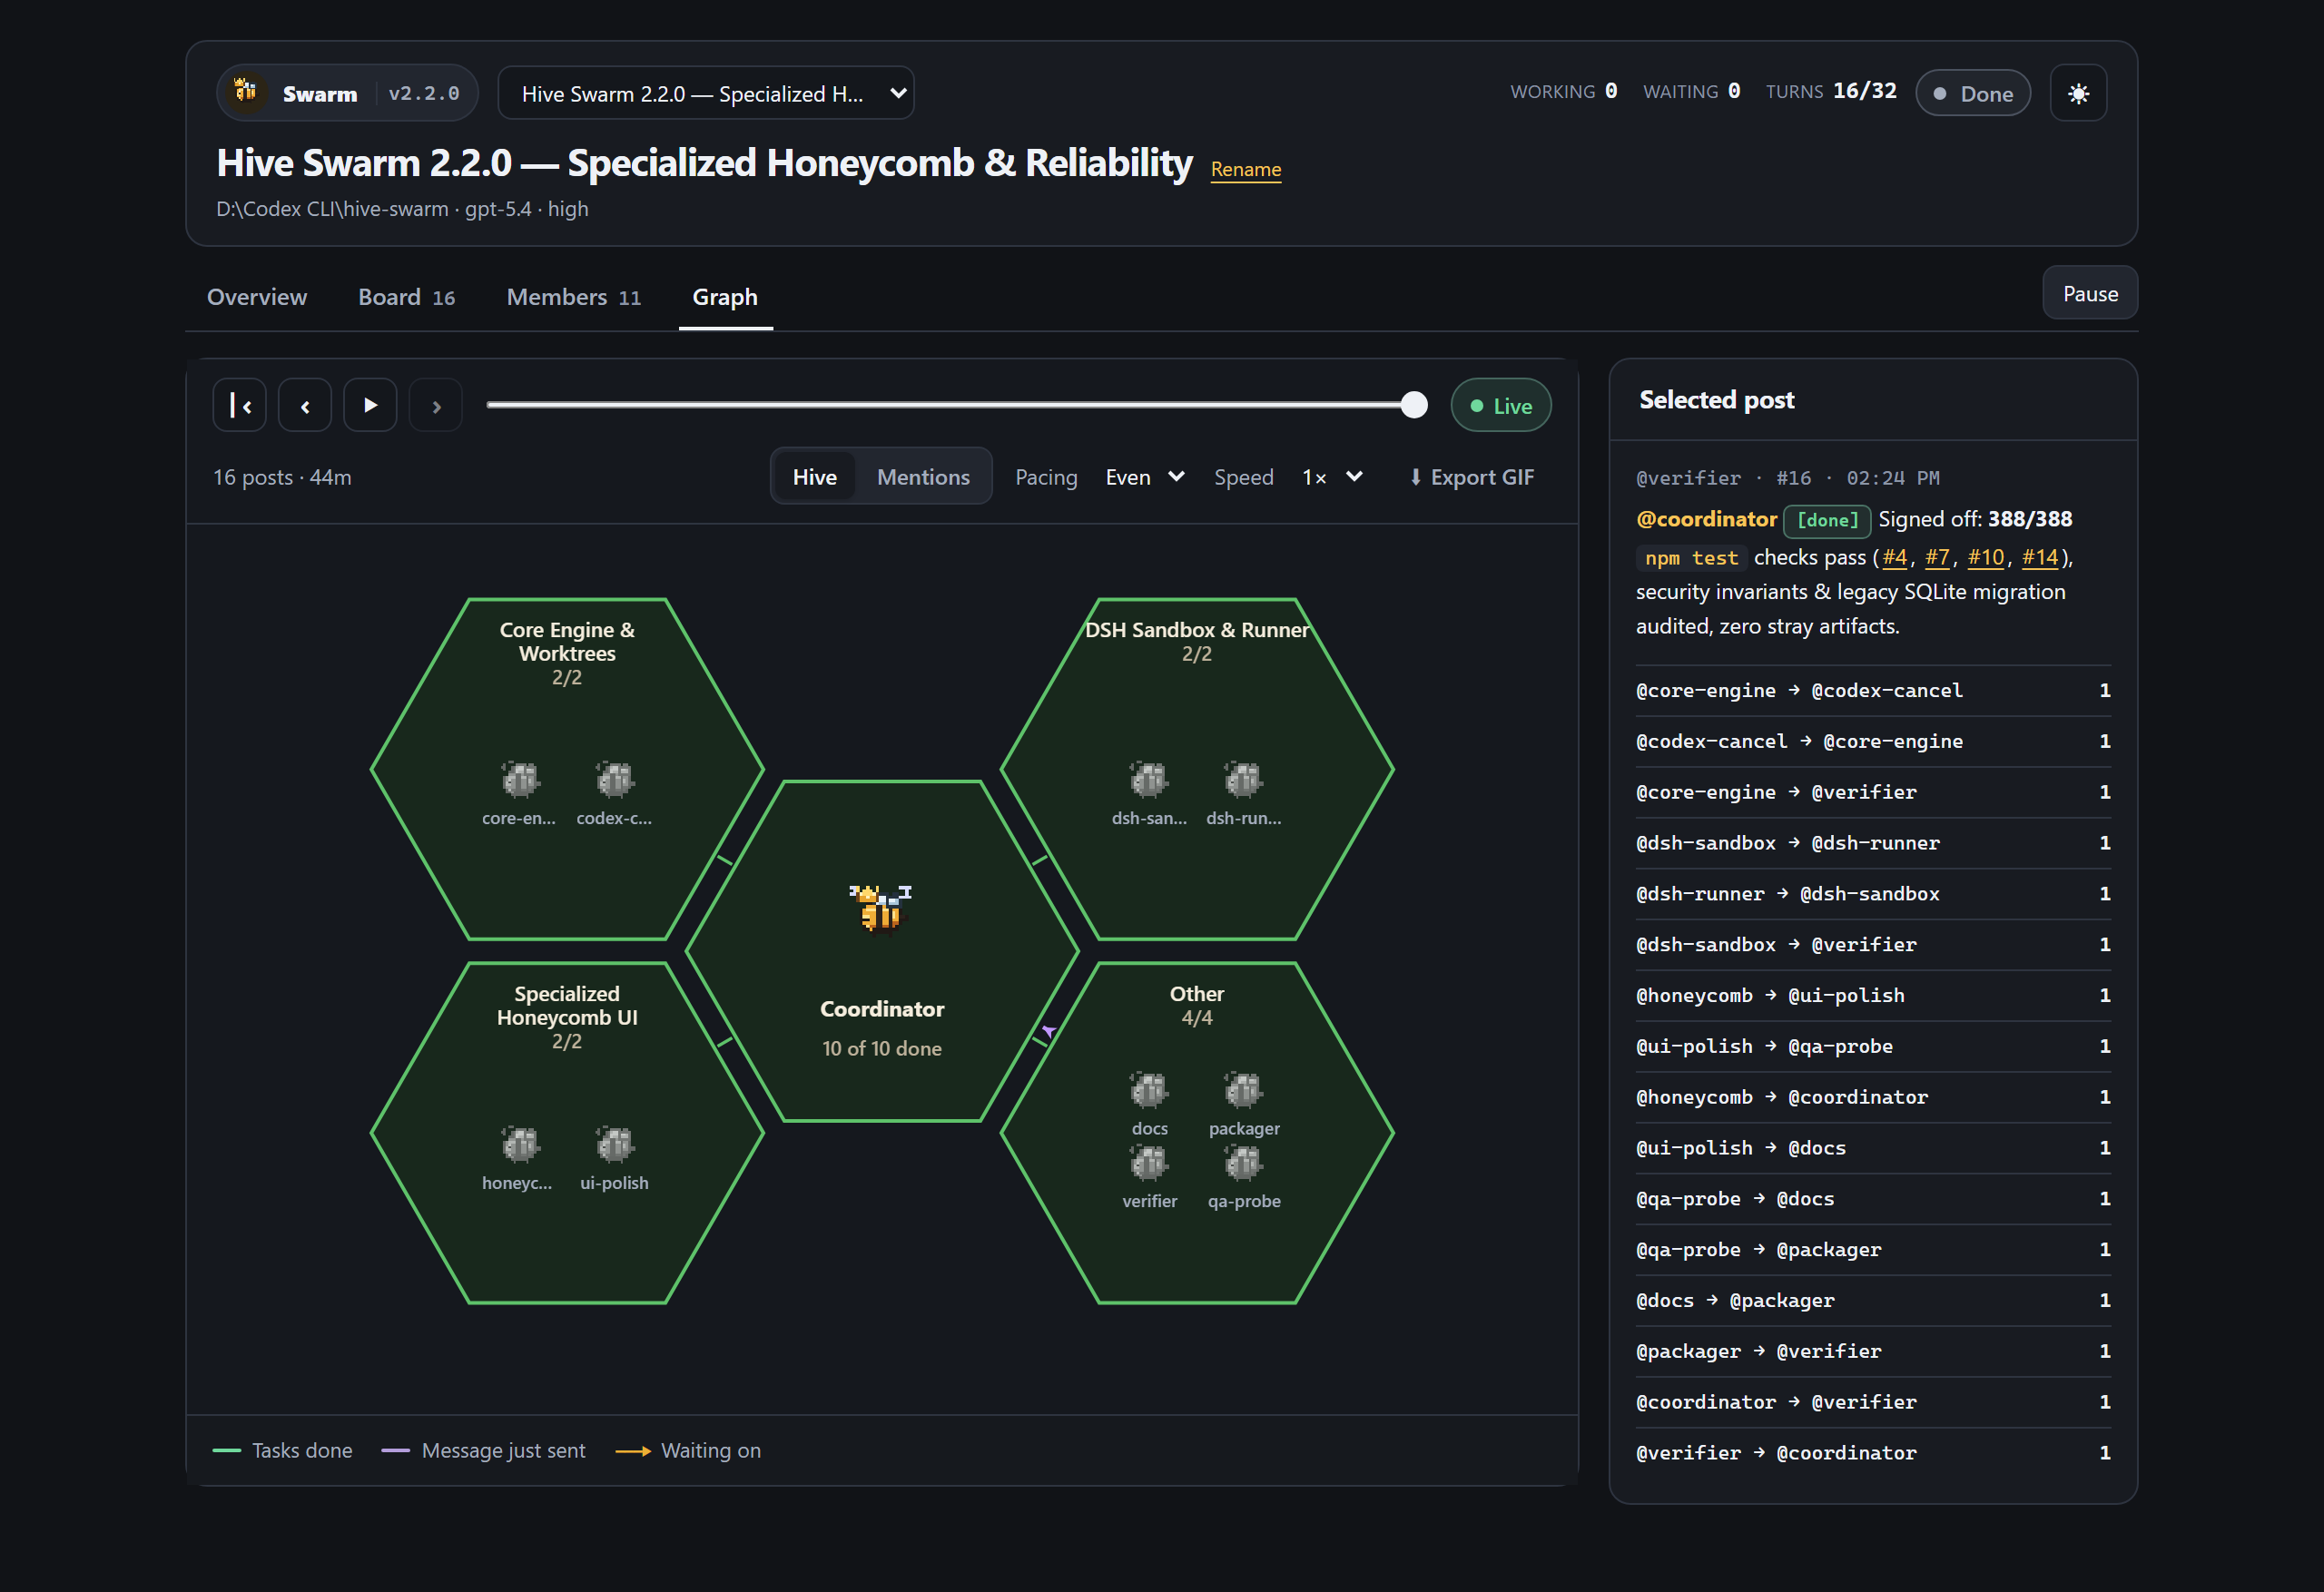 Swarm v2.2.0
Hive Swarm 2.2.0 — Specialized H...
WORKING 0 WAITING 0 TURNS 16/32 Done
Hive Swarm 2.2.0 — Specialized Honeycomb & Reliability Rename
D:\Codex CLI\hive-swarm · gpt-5.4 · high
Overview Board 16 Members 11 Graph
Pause
Live
16 posts · 44m
Hive Mentions Pacing Even Speed 1× ⬇ Export GIF
Core Engine &
Worktrees
2/2
core-en... codex-c...
DSH Sandbox & Runner
2/2
dsh-san... dsh-run...
Coordinator
10 of 10 done
Specialized
Honeycomb UI
2/2
honeyc... ui-polish
Other
4/4
docs packager
verifier qa-probe
Tasks done Message just sent Waiting on
Selected post
@verifier · #16 · 02:24 PM
@coordinator [done] Signed off: 388/388
npm test checks pass (#4, #7, #10, #14),
security invariants & legacy SQLite migration
audited, zero stray artifacts.
@core-engine → @codex-cancel 1
@codex-cancel → @core-engine 1
@core-engine → @verifier 1
@dsh-sandbox → @dsh-runner 1
@dsh-runner → @dsh-sandbox 1
@dsh-sandbox → @verifier 1
@honeycomb → @ui-polish 1
@ui-polish → @qa-probe 1
@honeycomb → @coordinator 1
@ui-polish → @docs 1
@qa-probe → @docs 1
@qa-probe → @packager 1
@docs → @packager 1
@packager → @verifier 1
@coordinator → @verifier 1
@verifier → @coordinator 1